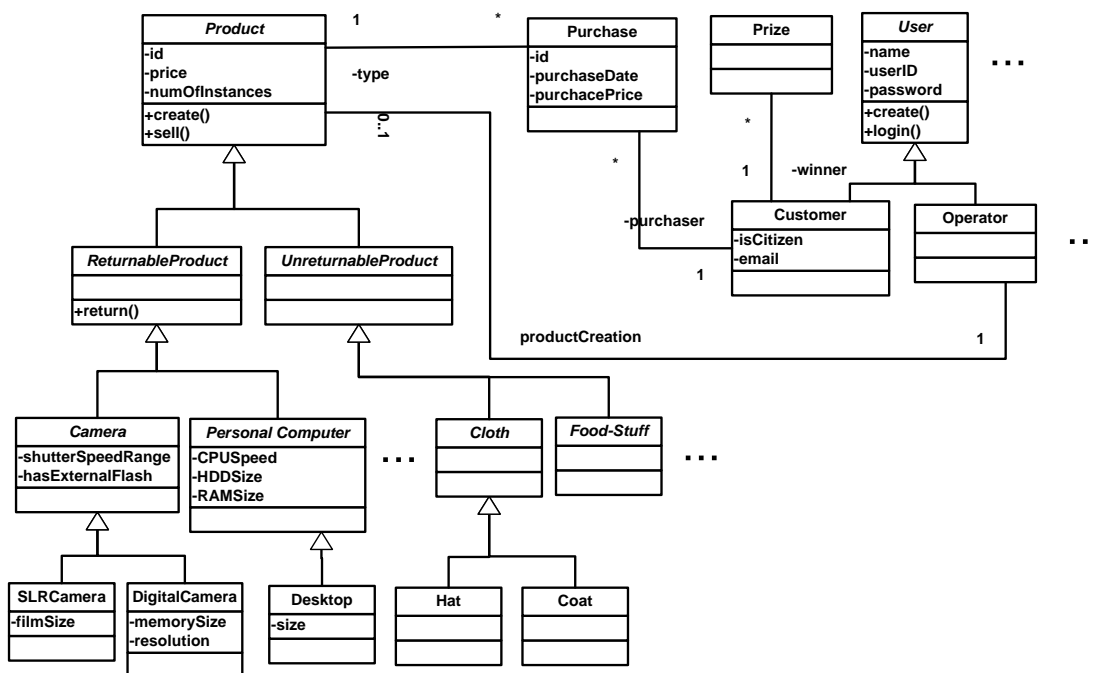 Product
-id
-price
-numOfInstances
+create()
+sell()
1
*
-type
0..1
Purchase
-id
-purchaseDate
-purchacePrice
Prize
User
-name
-userID
-password
+create()
+login()
...
*
*
1
-winner
-purchaser
1
Customer
-isCitizen
-email
Operator
..
ReturnableProduct
+return()
UnreturnableProduct
productCreation
1
Camera
-shutterSpeedRange
-hasExternalFlash
Personal Computer
-CPUSpeed
-HDDSize
-RAMSize
...
Cloth
Food-Stuff
...
SLRCamera
-filmSize
DigitalCamera
-memorySize
-resolution
Desktop
-size
Hat
Coat